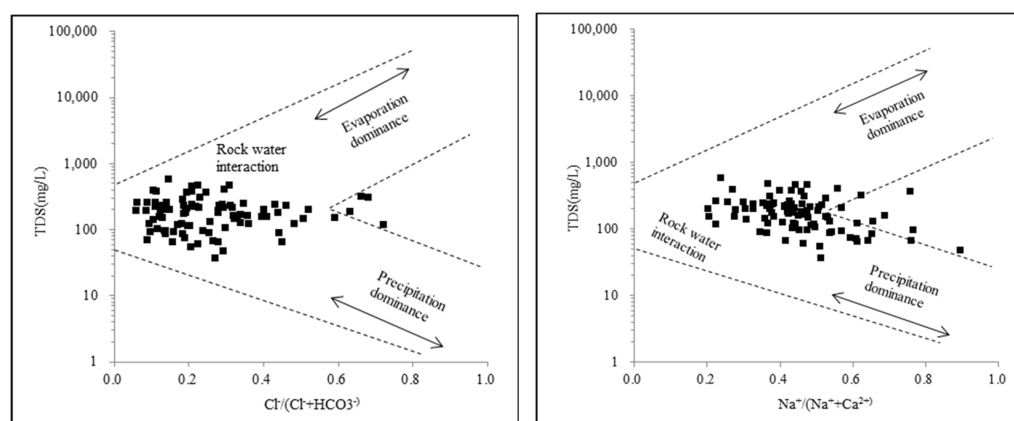 100,000
10,000
1,000
100
10
1
TDS(mg/L)
Evaporation
dominance
Rock water
interaction
Precipitation
dominance
0.0 0.2 0.4 0.6 0.8 1.0
Cl-/(Cl-+HCO3-)
100,000
10,000
1,000
100
10
1
TDS(mg/L)
Evaporation
dominance
Rock water
interaction
Precipitation
dominance
0.0 0.2 0.4 0.6 0.8 1.0
Na⁺/(Na⁺+Ca²⁺)